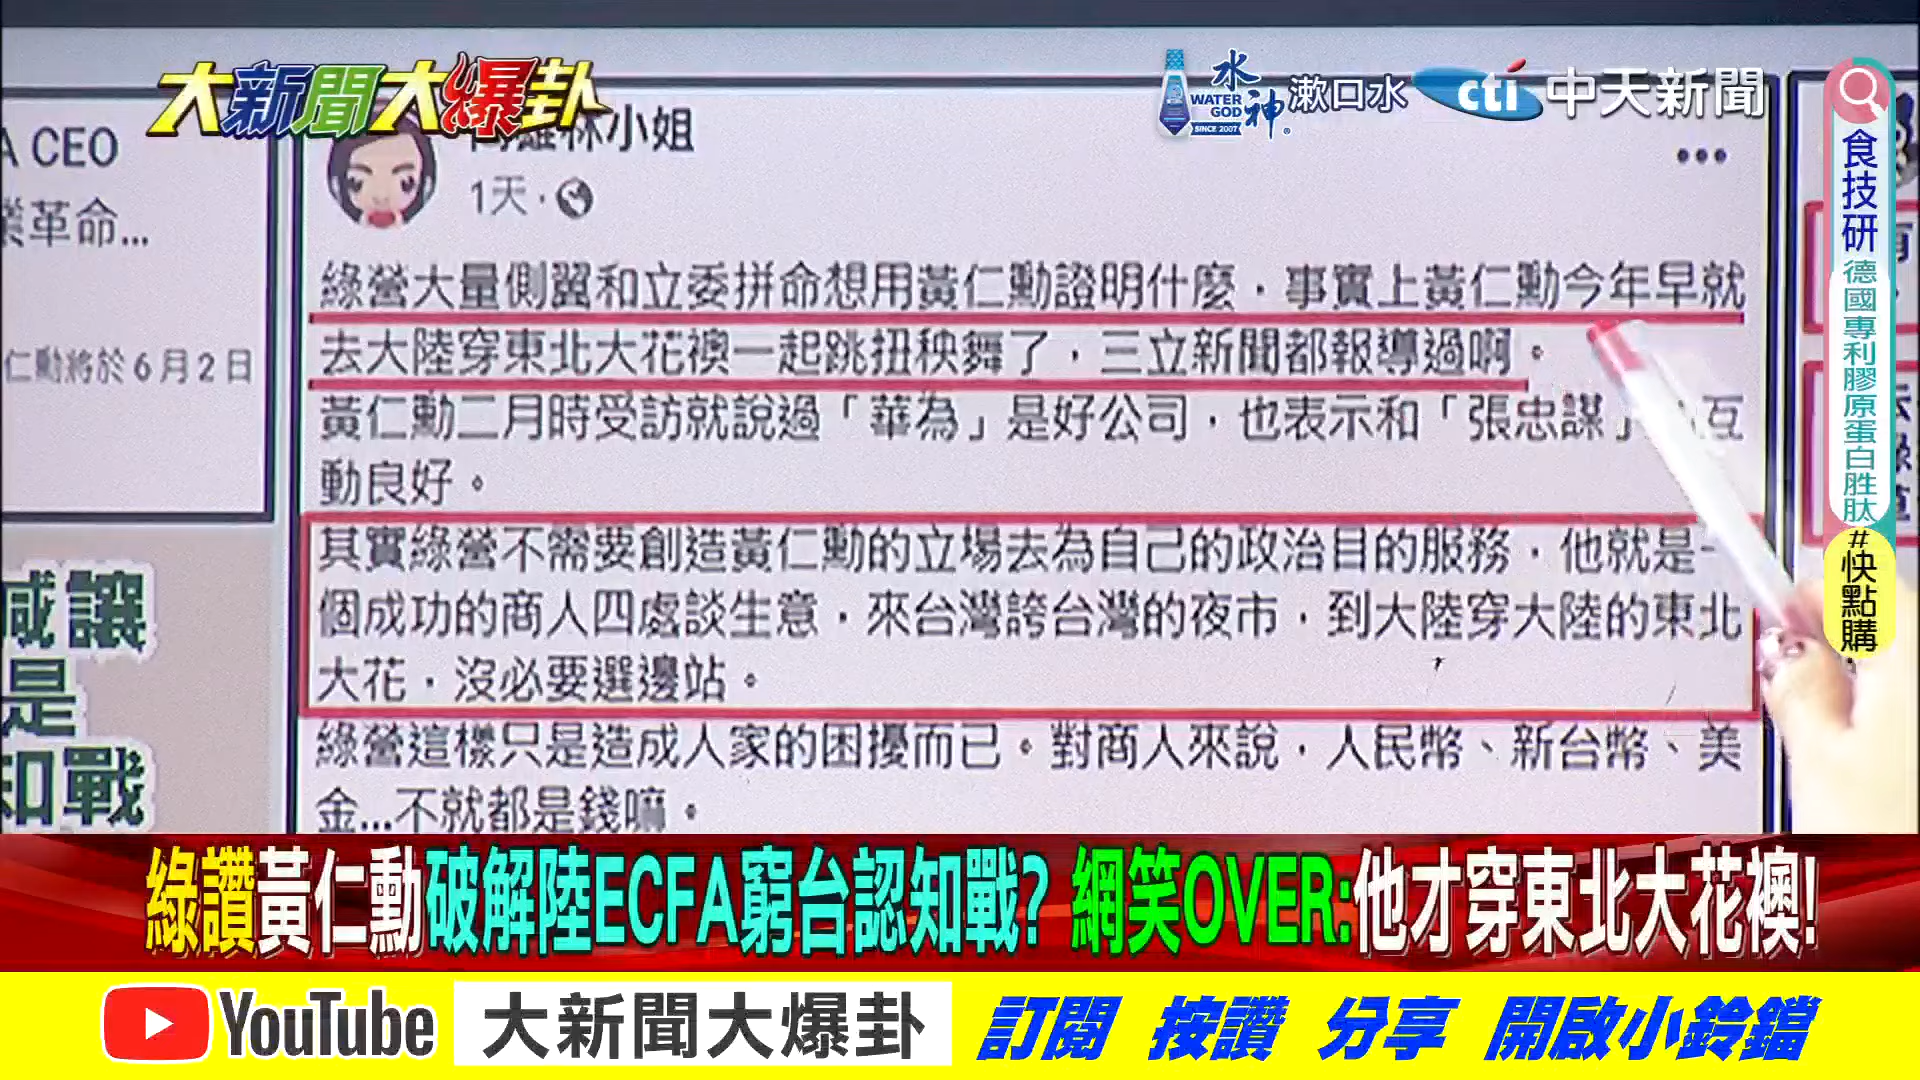 大新聞大爆卦
水神
WATER GOD
SINCE 2007
漱口水
cti 中天新聞
A CEO
業革命...
仁勳將於6月2日
林小姐
1天
綠營大量側翼和立委拼命想用黃仁勳證明什麼，事實上黃仁勳今年早就
去大陸穿東北大花襖一起跳扭秧舞了，三立新聞都報導過啊。
黃仁勳二月時受訪就說過「華為」是好公司，也表示和「張忠謀」互
動良好。
其實綠營不需要創造黃仁勳的立場去為自己的政治目的服務，他就是一
個成功的商人四處談生意，來台灣誇台灣的夜市，到大陸穿大陸的東北
大花，沒必要選邊站。
綠營這樣只是造成人家的困擾而已。對商人來說，人民幣、新台幣、美
金...不就都是錢嘛。
讓
是
知戰
食技研
德國專利膠原蛋白胜肽
#快點購
綠讚黃仁勳破解陸ECFA窮台認知戰? 網笑OVER:他才穿東北大花襖!
YouTube 大新聞大爆卦 訂閱 按讚 分享 開啟小鈴鐺